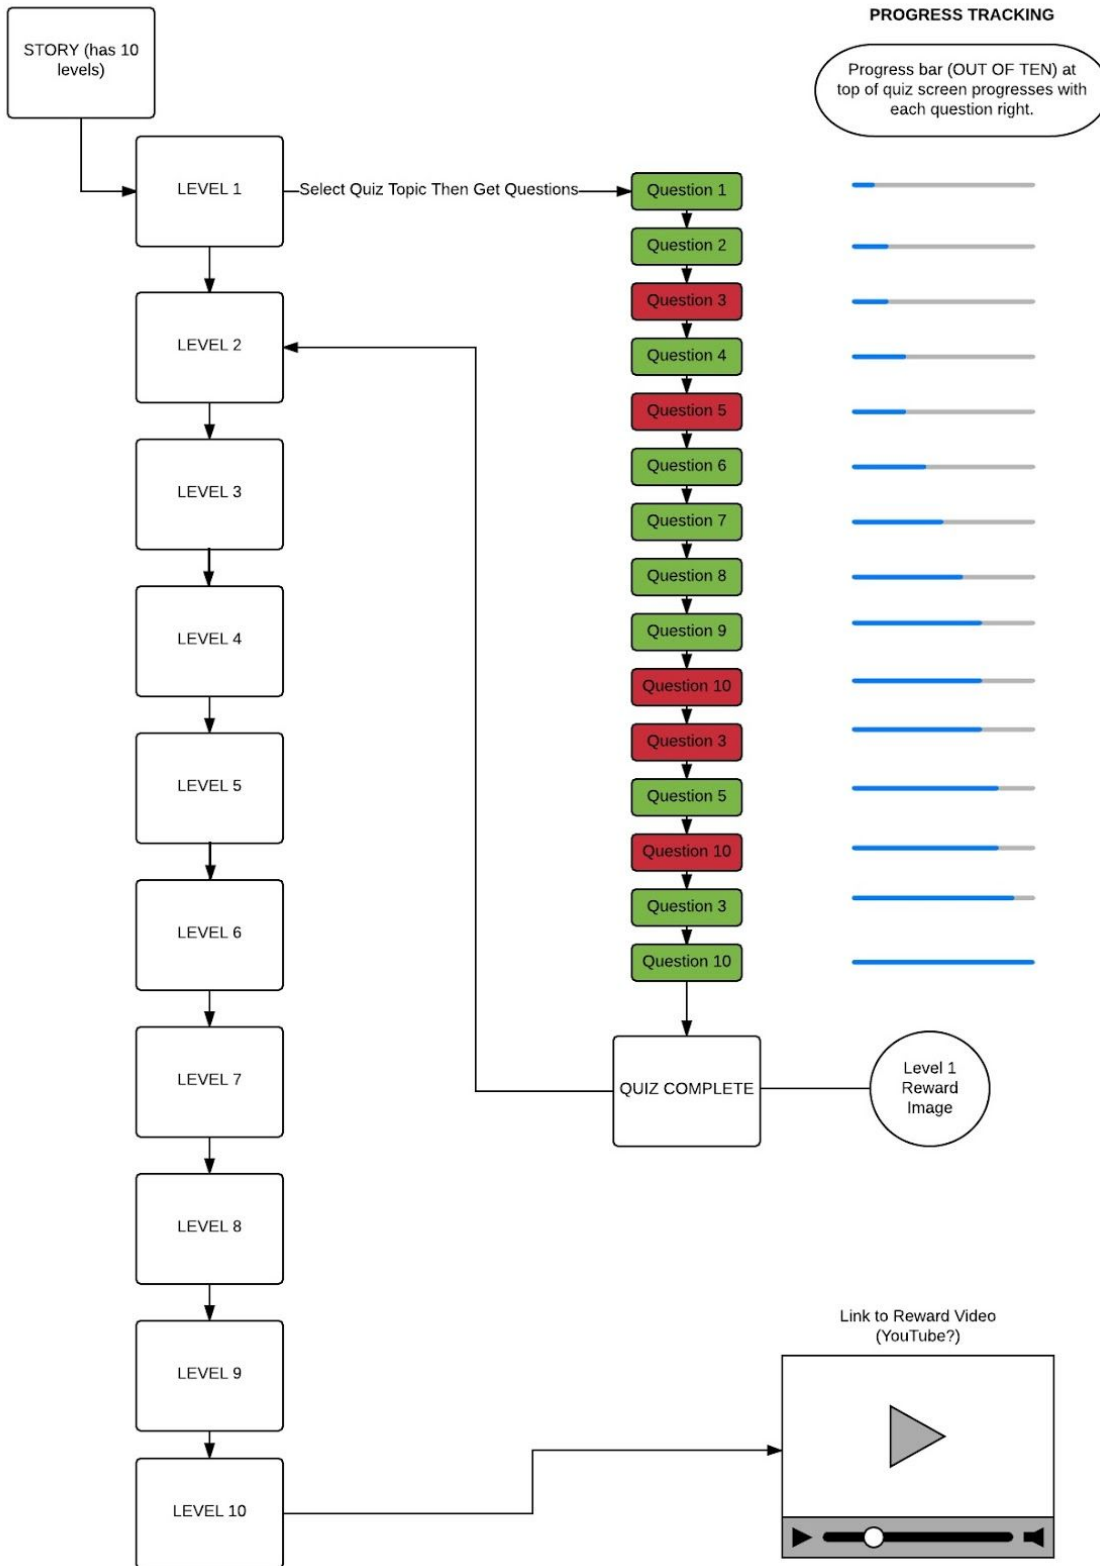 PROGRESS TRACKING
STORY (has 10
levels)
Progress bar (OUT OF TEN) at
top of quiz screen progresses with
each question right.
LEVEL 1
Select Quiz Topic Then Get Questions
Question 1
Question 2
Question 3
Question 4
Question 5
Question 6
Question 7
Question 8
Question 9
Question 10
Question 3
Question 5
Question 10
Question 3
Question 10
QUIZ COMPLETE
Level 1
Reward
Image
LEVEL 2
LEVEL 3
LEVEL 4
LEVEL 5
LEVEL 6
LEVEL 7
LEVEL 8
LEVEL 9
LEVEL 10
Link to Reward Video
(YouTube?)